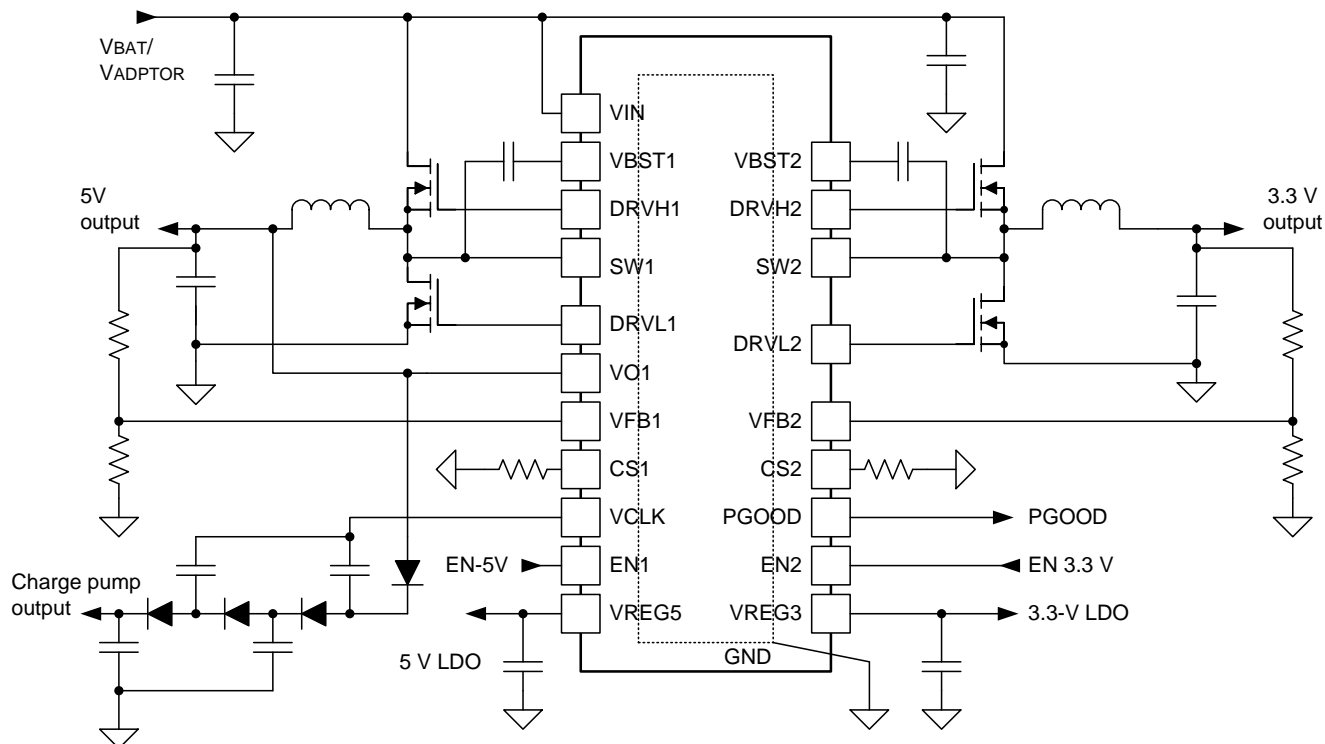 VBAT/
VADPTOR
VIN
VBST1
VBST2
5V
output
DRVH1
DRVH2
3.3 V
output
SW1
SW2
DRVL1
DRVL2
VO1
VFB1
VFB2
CS1
CS2
VCLK
PGOOD
PGOOD
EN-5V
EN1
EN2
EN 3.3 V
Charge pump
output
VREG5
VREG3
3.3-V LDO
5 V LDO
GND